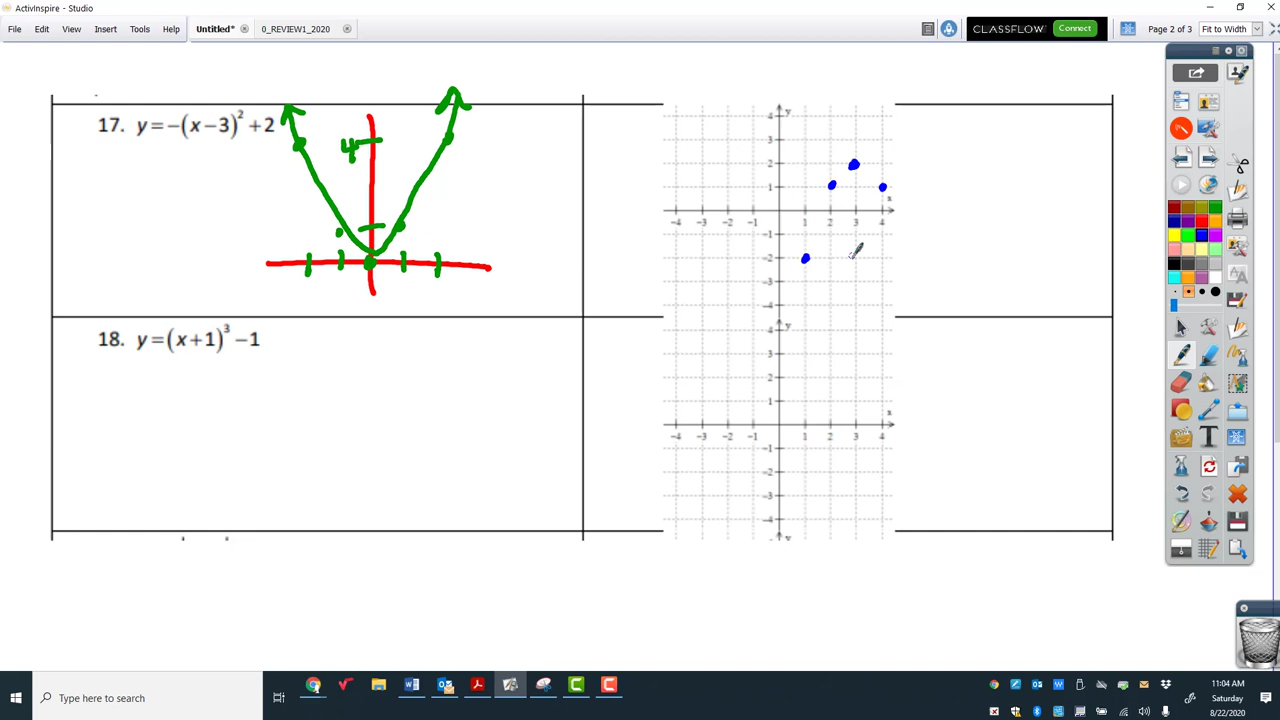 ActivInspire - Studio
File Edit View Insert Tools Help
Untitled* 0_REVIEW1_2020
CLASSFLOW Connect
Page 2 of 3 Fit to Width
17. y=−(x−3)² +2
4
y
4
3
2
1
x
-4 -3 -2 -1 1 2 3 4
-1
-2
-3
-4
18. y=(x+1)³ −1
y
4
3
2
1
x
-4 -3 -2 -1 1 2 3 4
-1
-2
-3
-4
y
Type here to search
11:04 AM
Saturday
8/22/2020